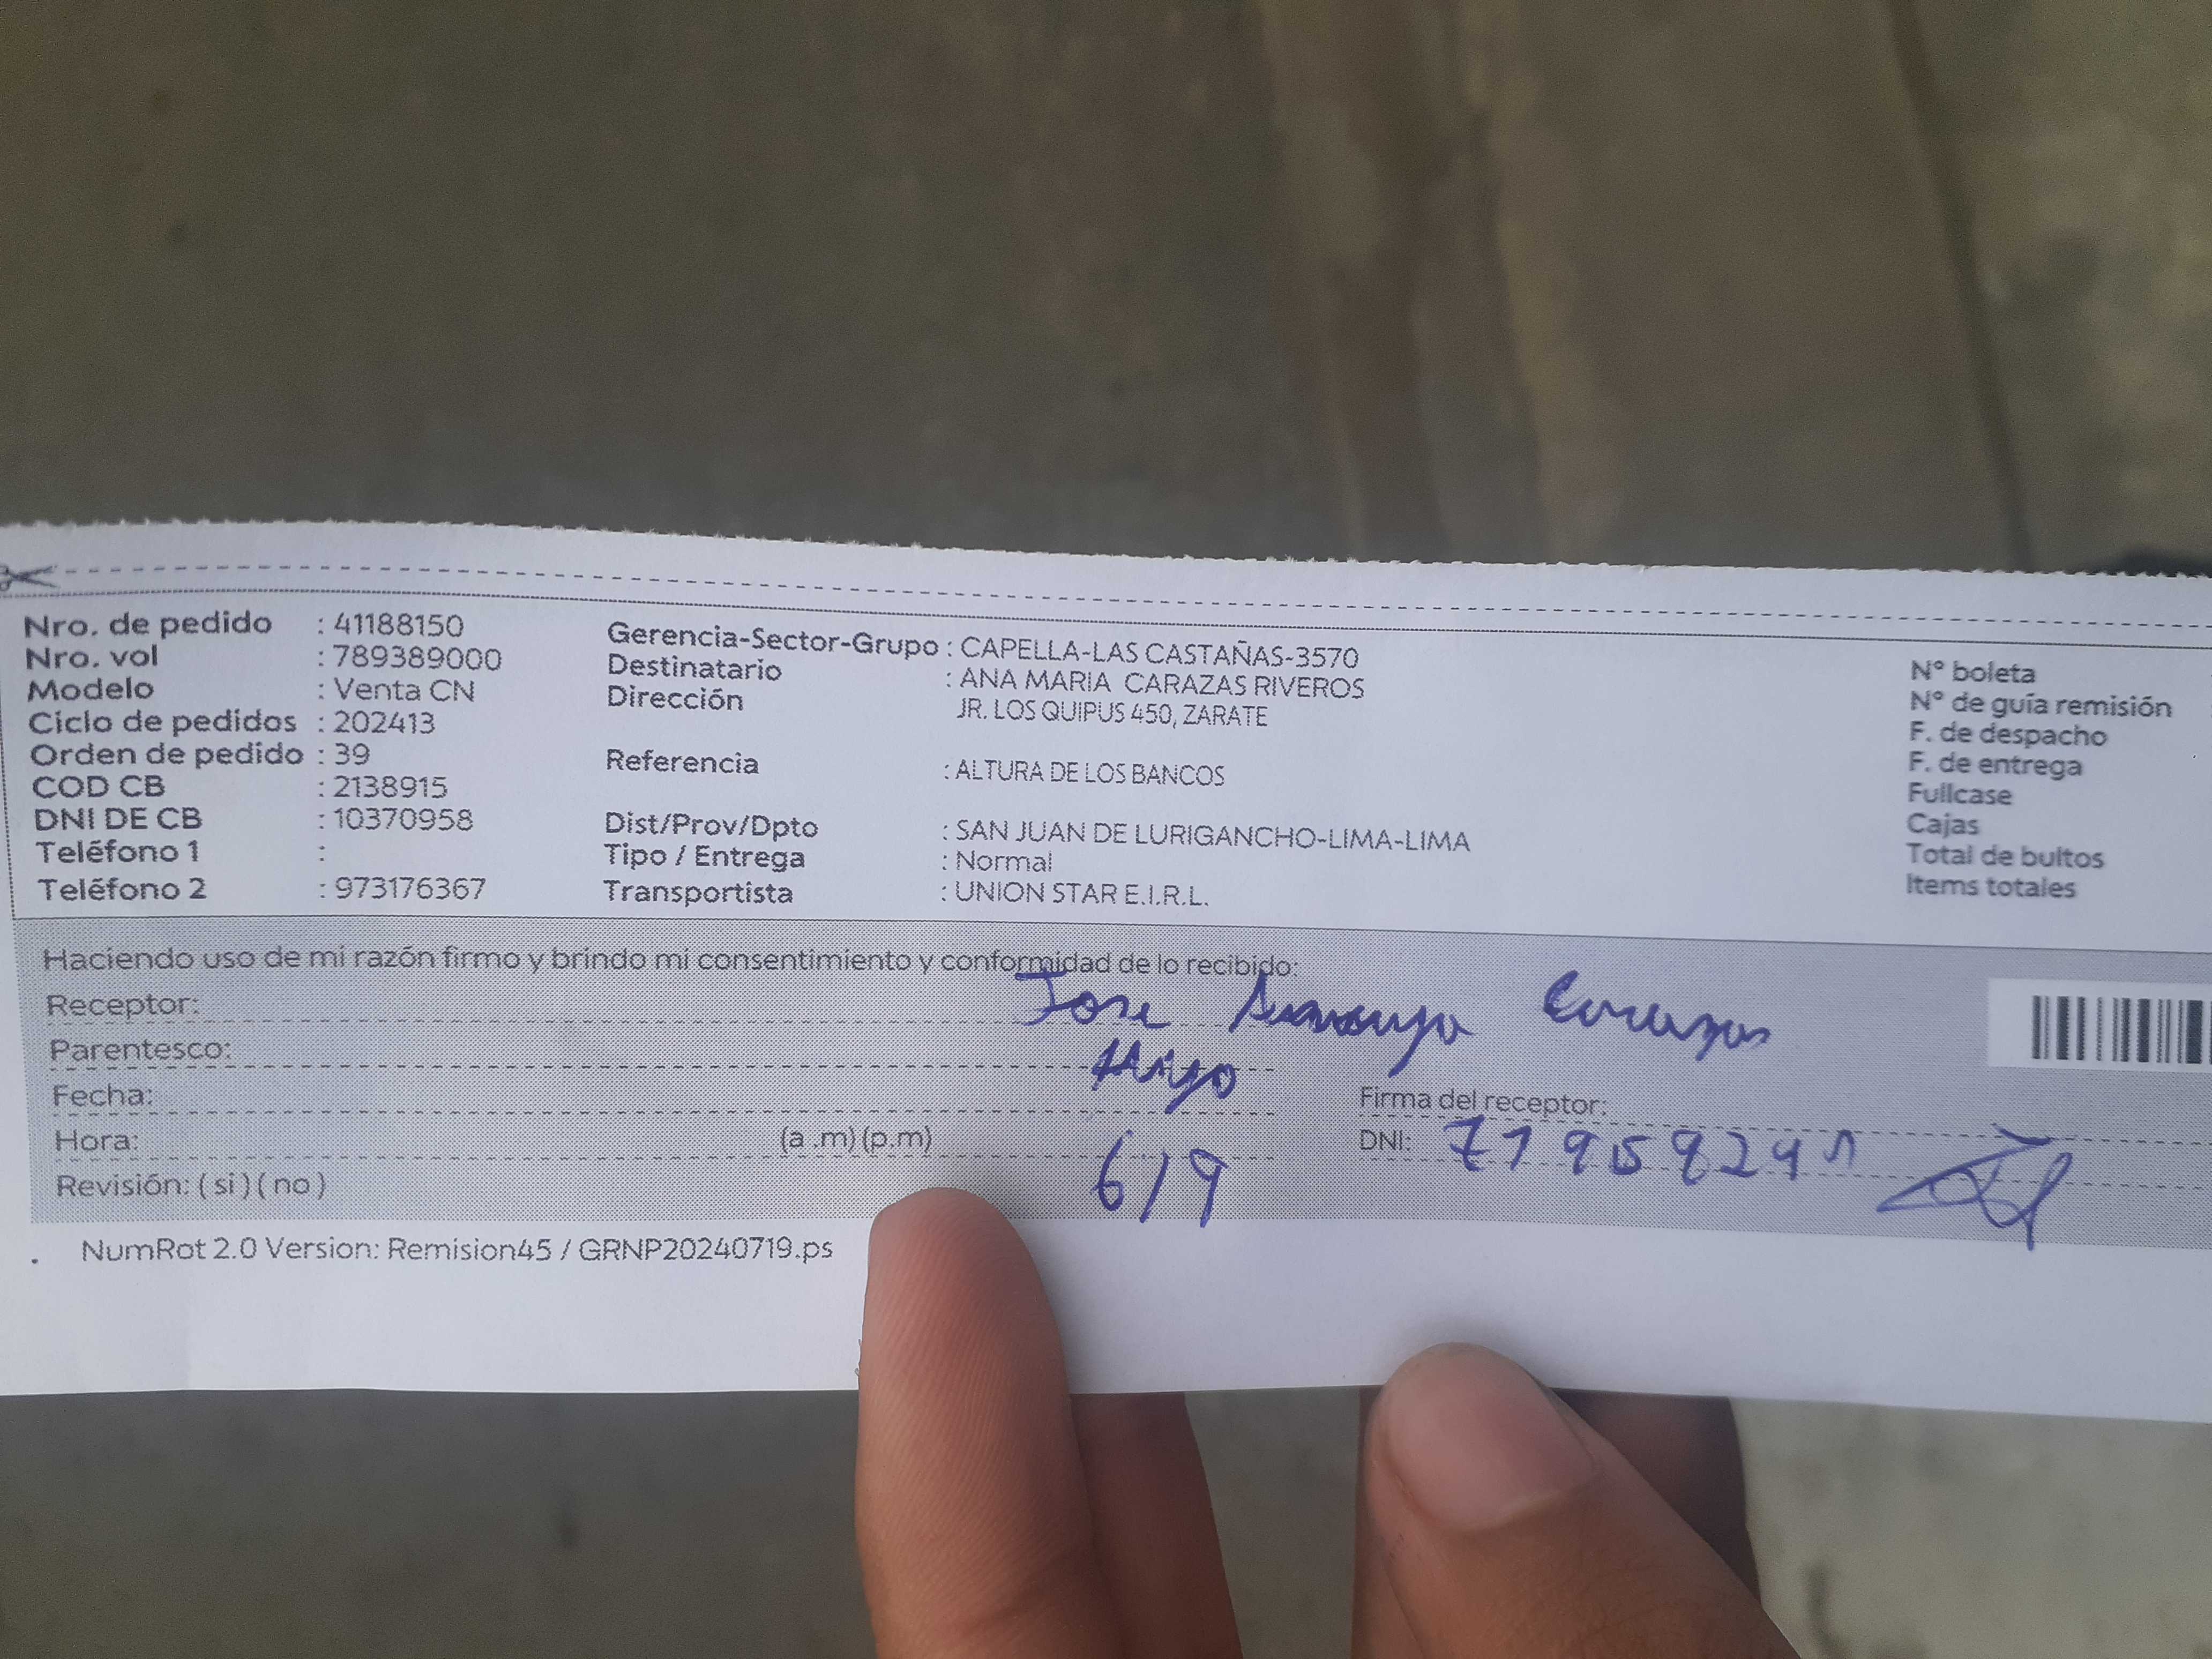 Nro. de pedido : 41188150
Nro. vol : 789389000
Modelo : Venta CN
Ciclo de pedidos : 202413
Orden de pedido : 39
COD CB : 2138915
DNI DE CB : 10370958
Teléfono 1 :
Teléfono 2 : 973176367
Gerencia-Sector-Grupo : CAPELLA-LAS CASTAÑAS-3570
Destinatario : ANA MARIA CARAZAS RIVEROS
Dirección JR. LOS QUIPUS 450, ZARATE
Referencia : ALTURA DE LOS BANCOS
Dist/Prov/Dpto : SAN JUAN DE LURIGANCHO-LIMA-LIMA
Tipo / Entrega : Normal
Transportista : UNION STAR E.I.R.L.
N° boleta
N° de guía remisión
F. de despacho
F. de entrega
Fullcase
Cajas
Total de bultos
Items totales
Haciendo uso de mi razón firmo y brindo mi consentimiento y conformidad de lo recibido:
Receptor: Jose Carazas
Parentesco: Hijo
Fecha:
Hora: (a .m) (p.m) 6/9
Revisión: ( si ) ( no )
Firma del receptor:
DNI:
. NumRot 2.0 Version: Remision45 / GRNP20240719.ps